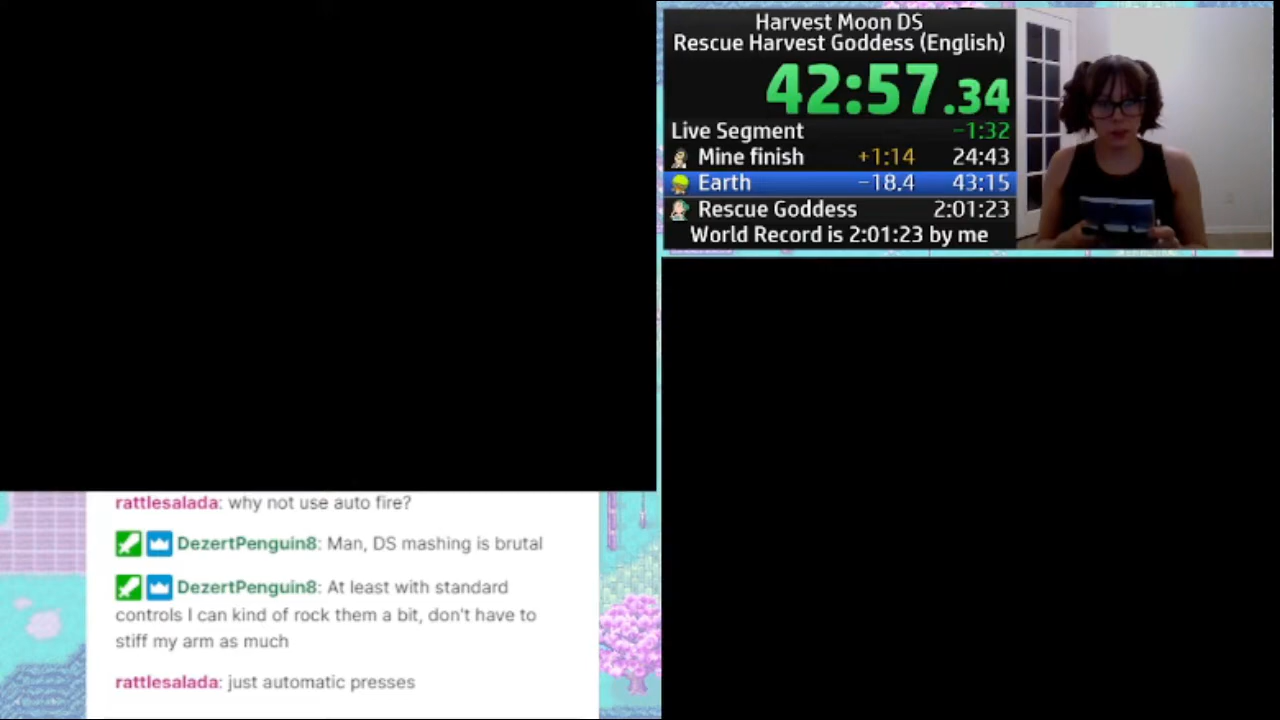 Harvest Moon DS
Rescue Harvest Goddess (English)
42:57.34
Live Segment -1:32
Mine finish +1:14 24:43
Earth -18.4 43:15
Rescue Goddess 2:01:23
World Record is 2:01:23 by me
rattlesalada: why not use auto fire?
DezertPenguin8: Man, DS mashing is brutal
DezertPenguin8: At least with standard
controls I can kind of rock them a bit, don't have to
stiff my arm as much
rattlesalada: just automatic presses